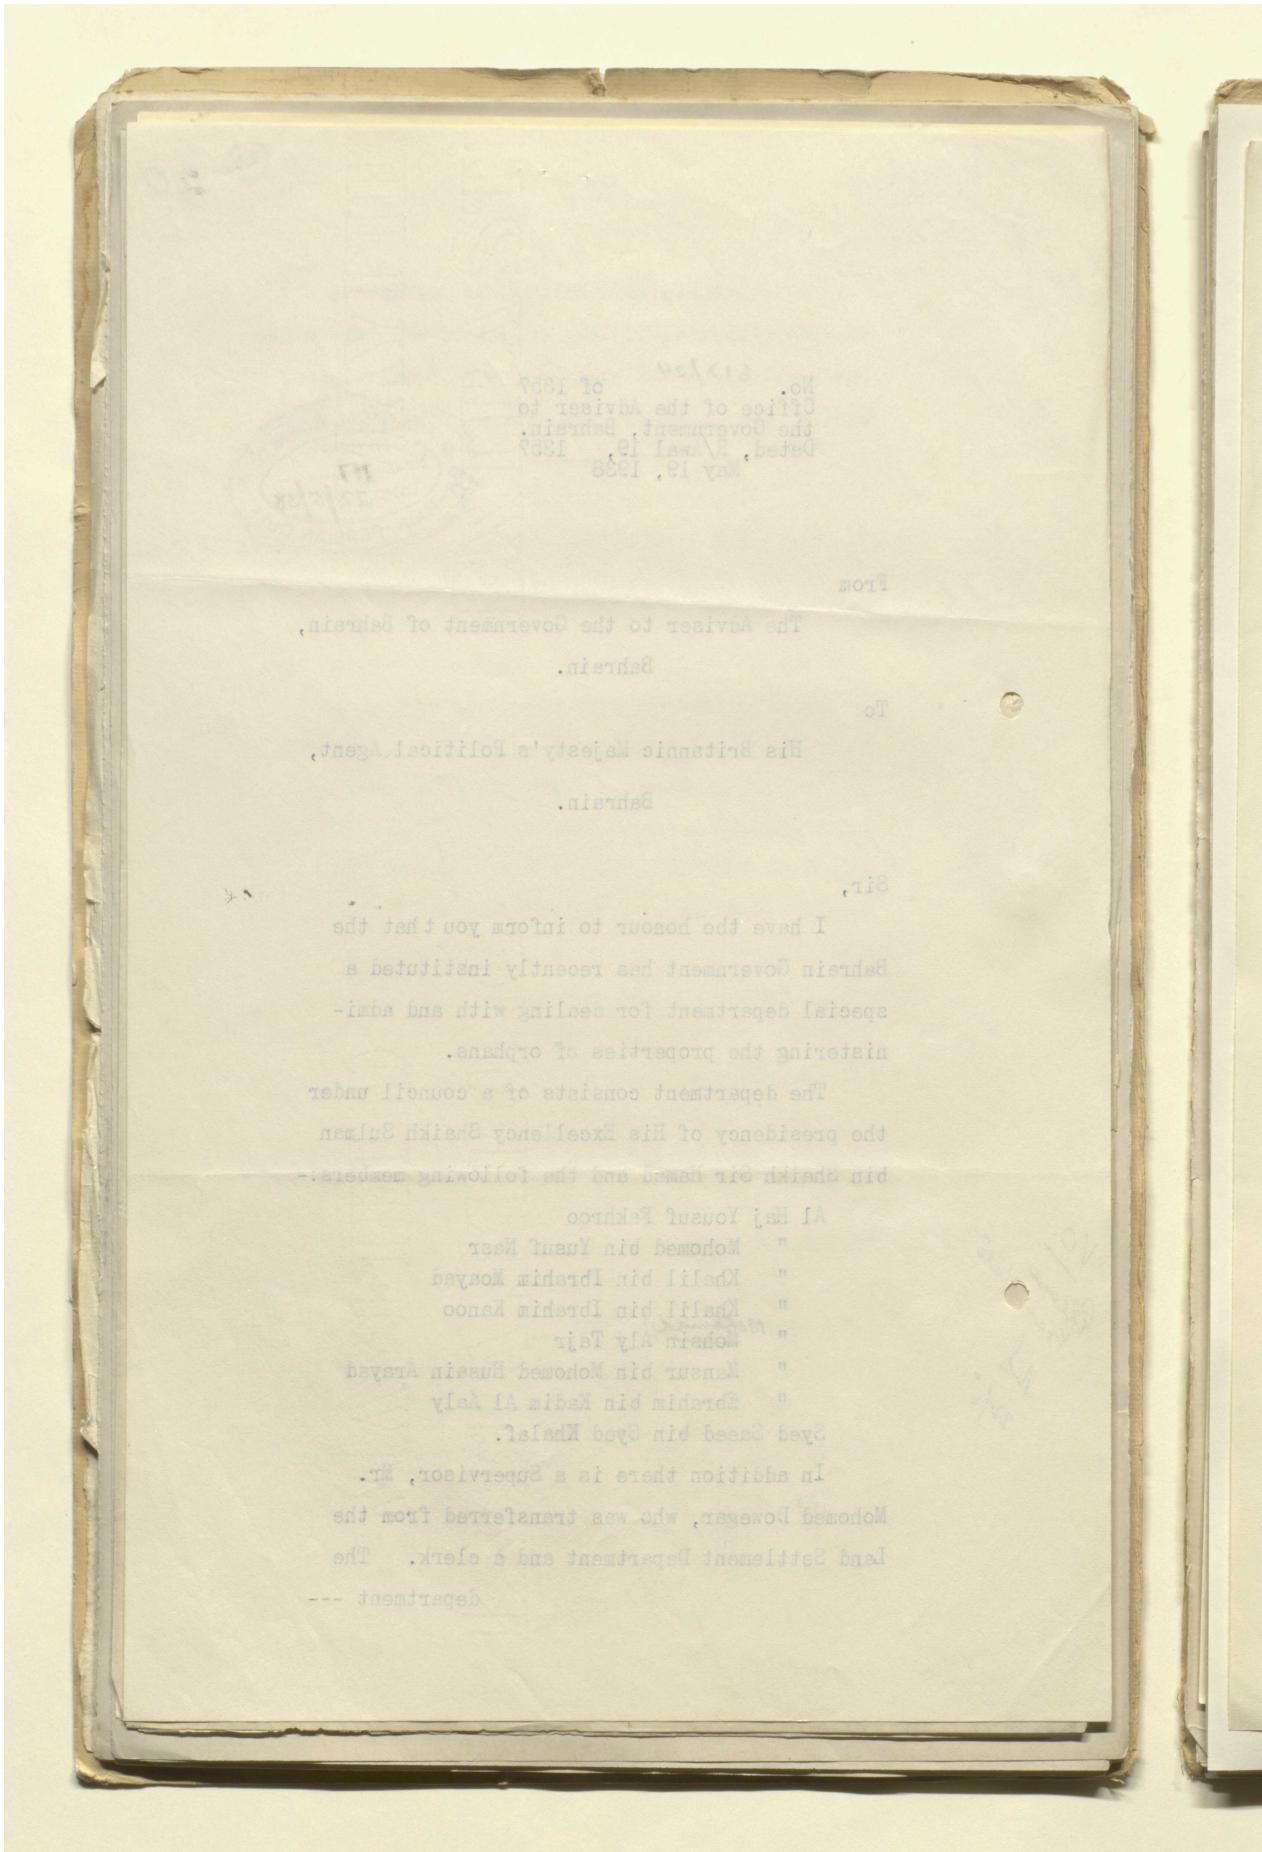 No. 613/24 of 1357
Office of the Adviser to
the Government, Bahrain.
Dated, R/Awal 19, 1357
May 19, 1938
From
The Adviser to the Government of Bahrain,
Bahrain.
To
His Britannic Majesty's Political Agent,
Bahrain.
Sir,
I have the honour to inform you that the
Bahrain Government has recently instituted a
special department for dealing with and admi-
nistering the properties of orphans.
The department consists of a council under
the presidency of His Excellency Shaikh Sulman
bin Shaikh Sir Hamed and the following members:-
Al Haj Yousuf Fakhroo
" Mohomed bin Yusuf Nasr
" Khalil bin Ibrahim Moayad
" Khalil bin Ibrahim Kanoo
" Mohsin Aly Tajr
" Mansur bin Mohomed Husain Arayad
" Ebrahim bin Kadim Al Aaly
Syed Saeed bin Syed Khalaf.
In addition there is a Supervisor, Mr.
Mohomed Dowegar, who was transferred from the
Land Settlement Department and a clerk. The
department ---